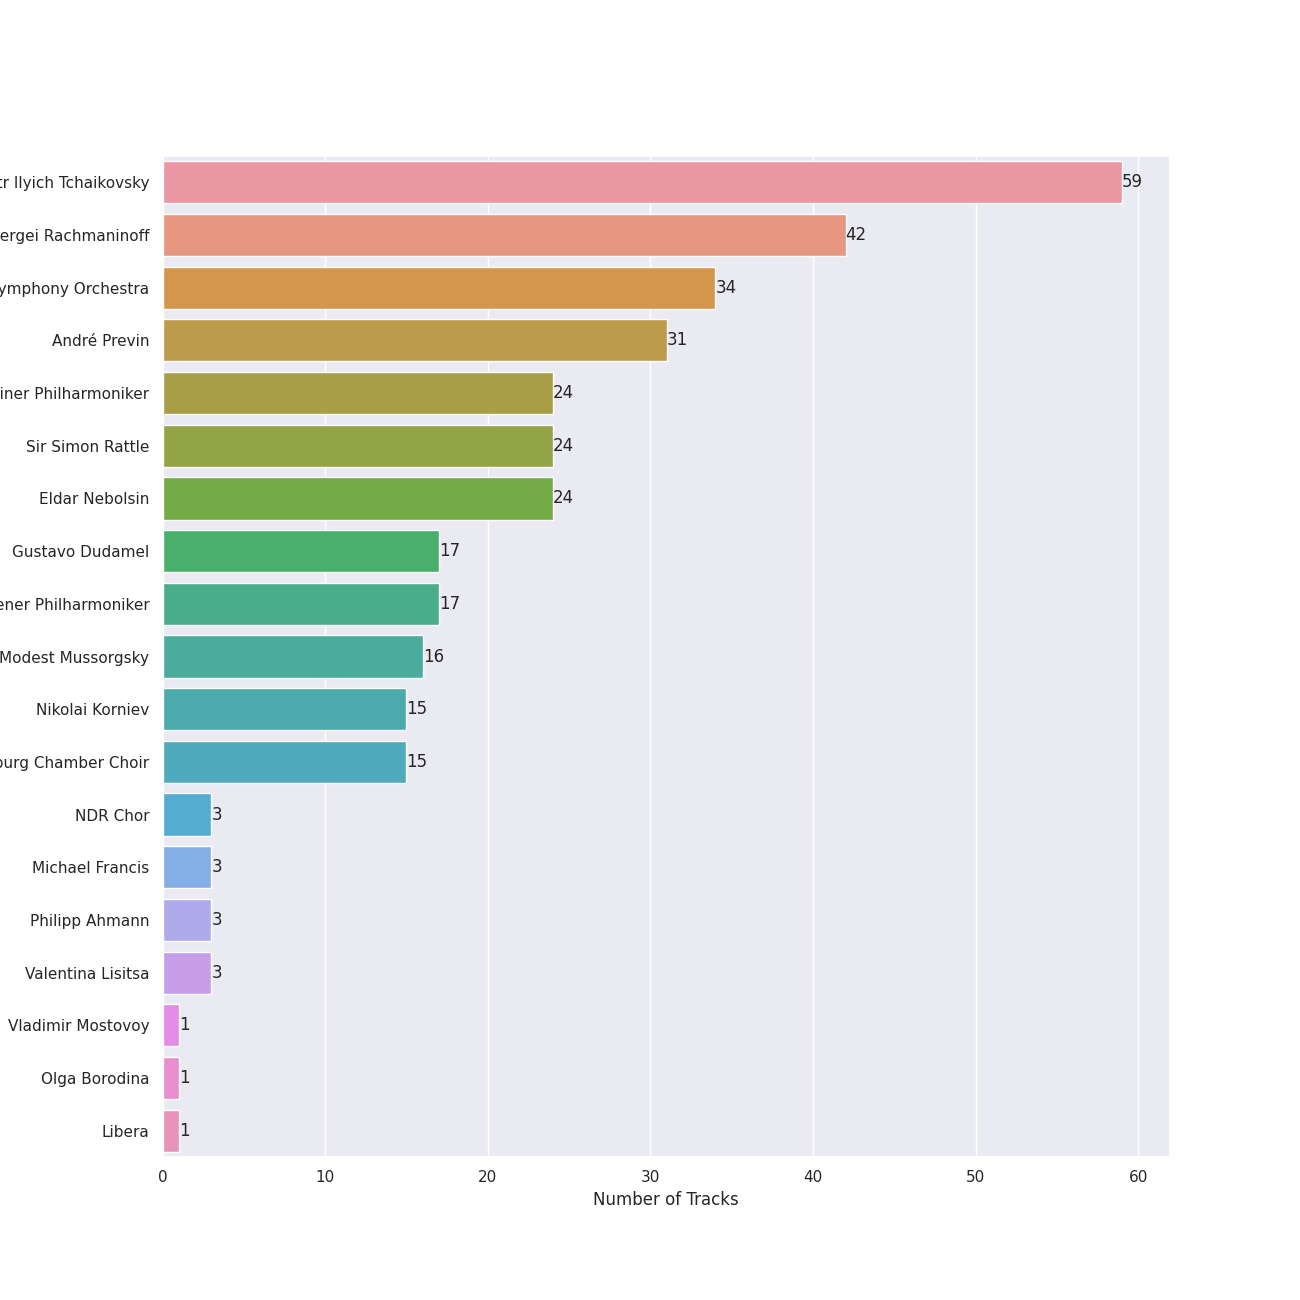 tr Ilyich Tchaikovsky 59
ergei Rachmaninoff 42
ymphony Orchestra 34
André Previn 31
iner Philharmoniker 24
Sir Simon Rattle 24
Eldar Nebolsin 24
Gustavo Dudamel 17
ener Philharmoniker 17
Modest Mussorgsky 16
Nikolai Korniev 15
burg Chamber Choir 15
NDR Chor 3
Michael Francis 3
Philipp Ahmann 3
Valentina Lisitsa 3
Vladimir Mostovoy 1
Olga Borodina 1
Libera 1
0 10 20 30 40 50 60
Number of Tracks